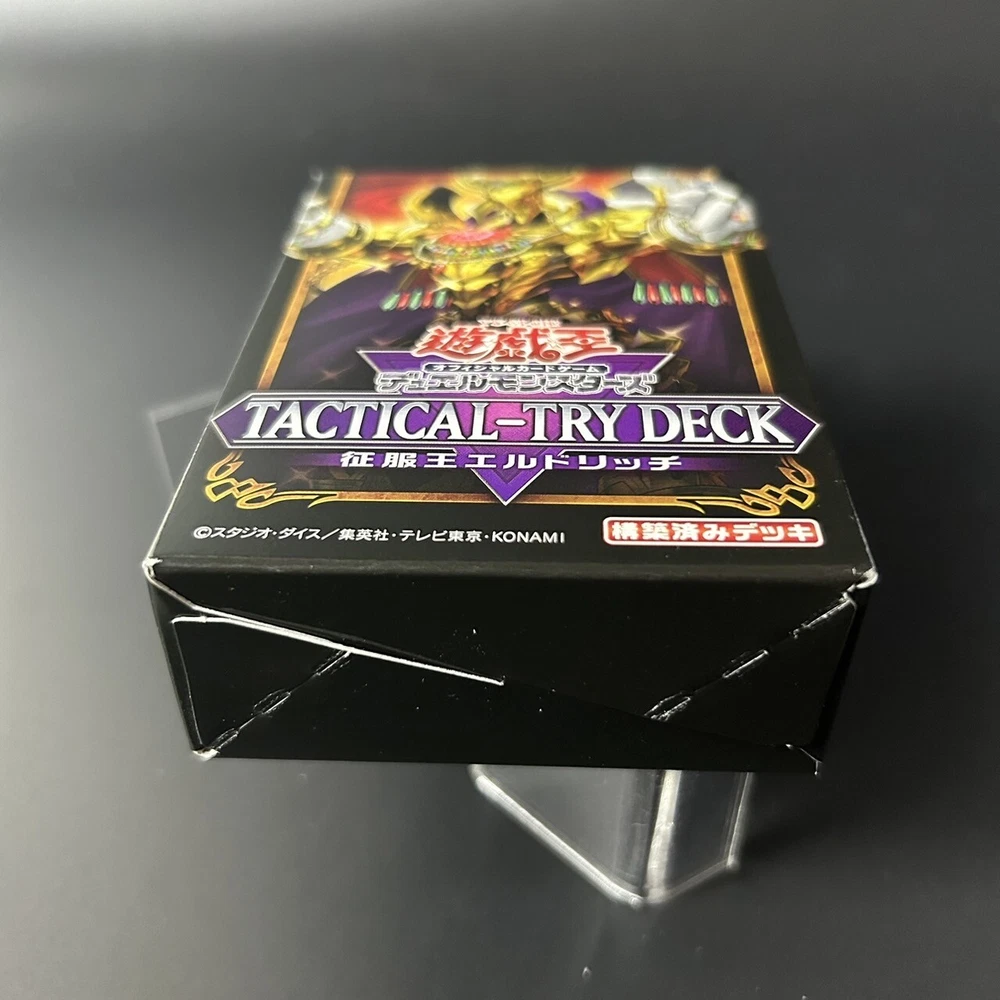 遊戯王
オフィシャルカードゲーム
デュエルモンスターズ
TACTICAL-TRY DECK
征服王エルドリッチ
©スタジオ・ダイス/集英社・テレビ東京・KONAMI
構築済みデッキ